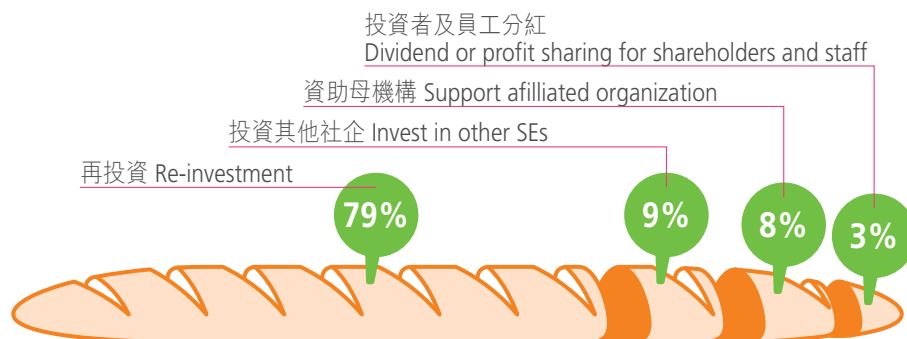 投資者及員工分紅
Dividend or profit sharing for shareholders and staff
資助母機構 Support afilliated organization
投資其他社企 Invest in other SEs
再投資 Re-investment
79%
9%
8%
3%